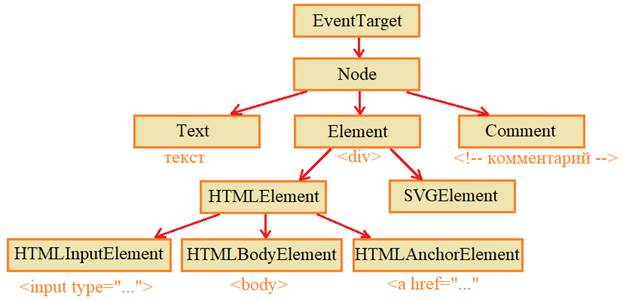 EventTarget
Node
Text
Element
Comment
текст
<div>
<!-- комментарий -->
HTMLElement
SVGElement
HTMLInputElement
HTMLBodyElement
HTMLAnchorElement
<input type="...">
<body>
<a href="..."